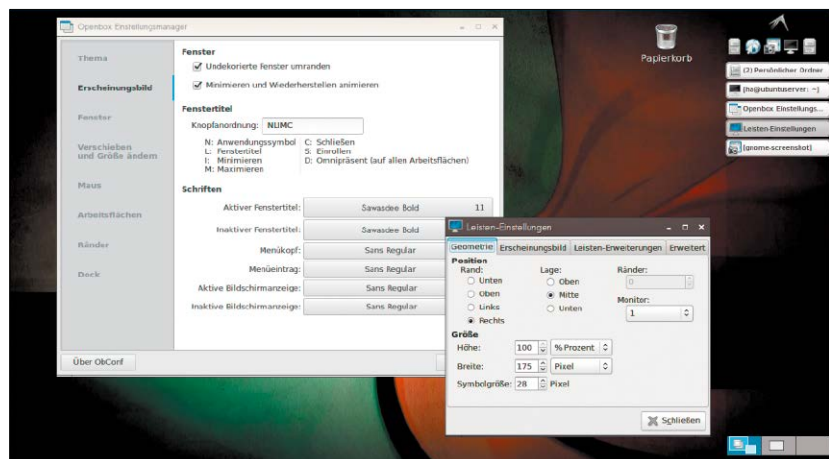 Openbox Einstellungsmanager
Thema
Erscheinungsbild
Fenster
Verschieben
und Größe ändern
Maus
Arbeitsflächen
Ränder
Dock
Fenster
Undekorierte Fenster umranden
Minimieren und Wiederherstellen animieren
Fenstertitel
Knopfanordnung: NLIMC
N: Anwendungssymbol C: Schließen
L: Fenstertitel S: Einrollen
I: Minimieren D: Omnipräsent (auf allen Arbeitsflächen)
M: Maximieren
Schriften
Aktiver Fenstertitel: Sawasdee Bold 11
Inaktiver Fenstertitel: Sawasdee Bold
Menükopf: Sans Regular
Menüeintrag: Sans Regular
Aktive Bildschirmanzeige: Sans Regular
Inaktive Bildschirmanzeige: Sans Regular
Über ObConf
Leisten-Einstellungen
Geometrie Erscheinungsbild Leisten-Erweiterungen Erweitert
Position
Rand: Lage: Ränder:
Unten Oben 0
Oben Mitte Monitor:
Links Unten 1
Rechts
Größe
Höhe: 100 % Prozent
Breite: 175 Pixel
Symbolgröße: 28 Pixel
Schließen
Papierkorb
(2) Persönlicher Ordner
[ha@ubuntuserver: ~]
Openbox Einstellungs...
Leisten-Einstellungen
[gnome-screenshot]